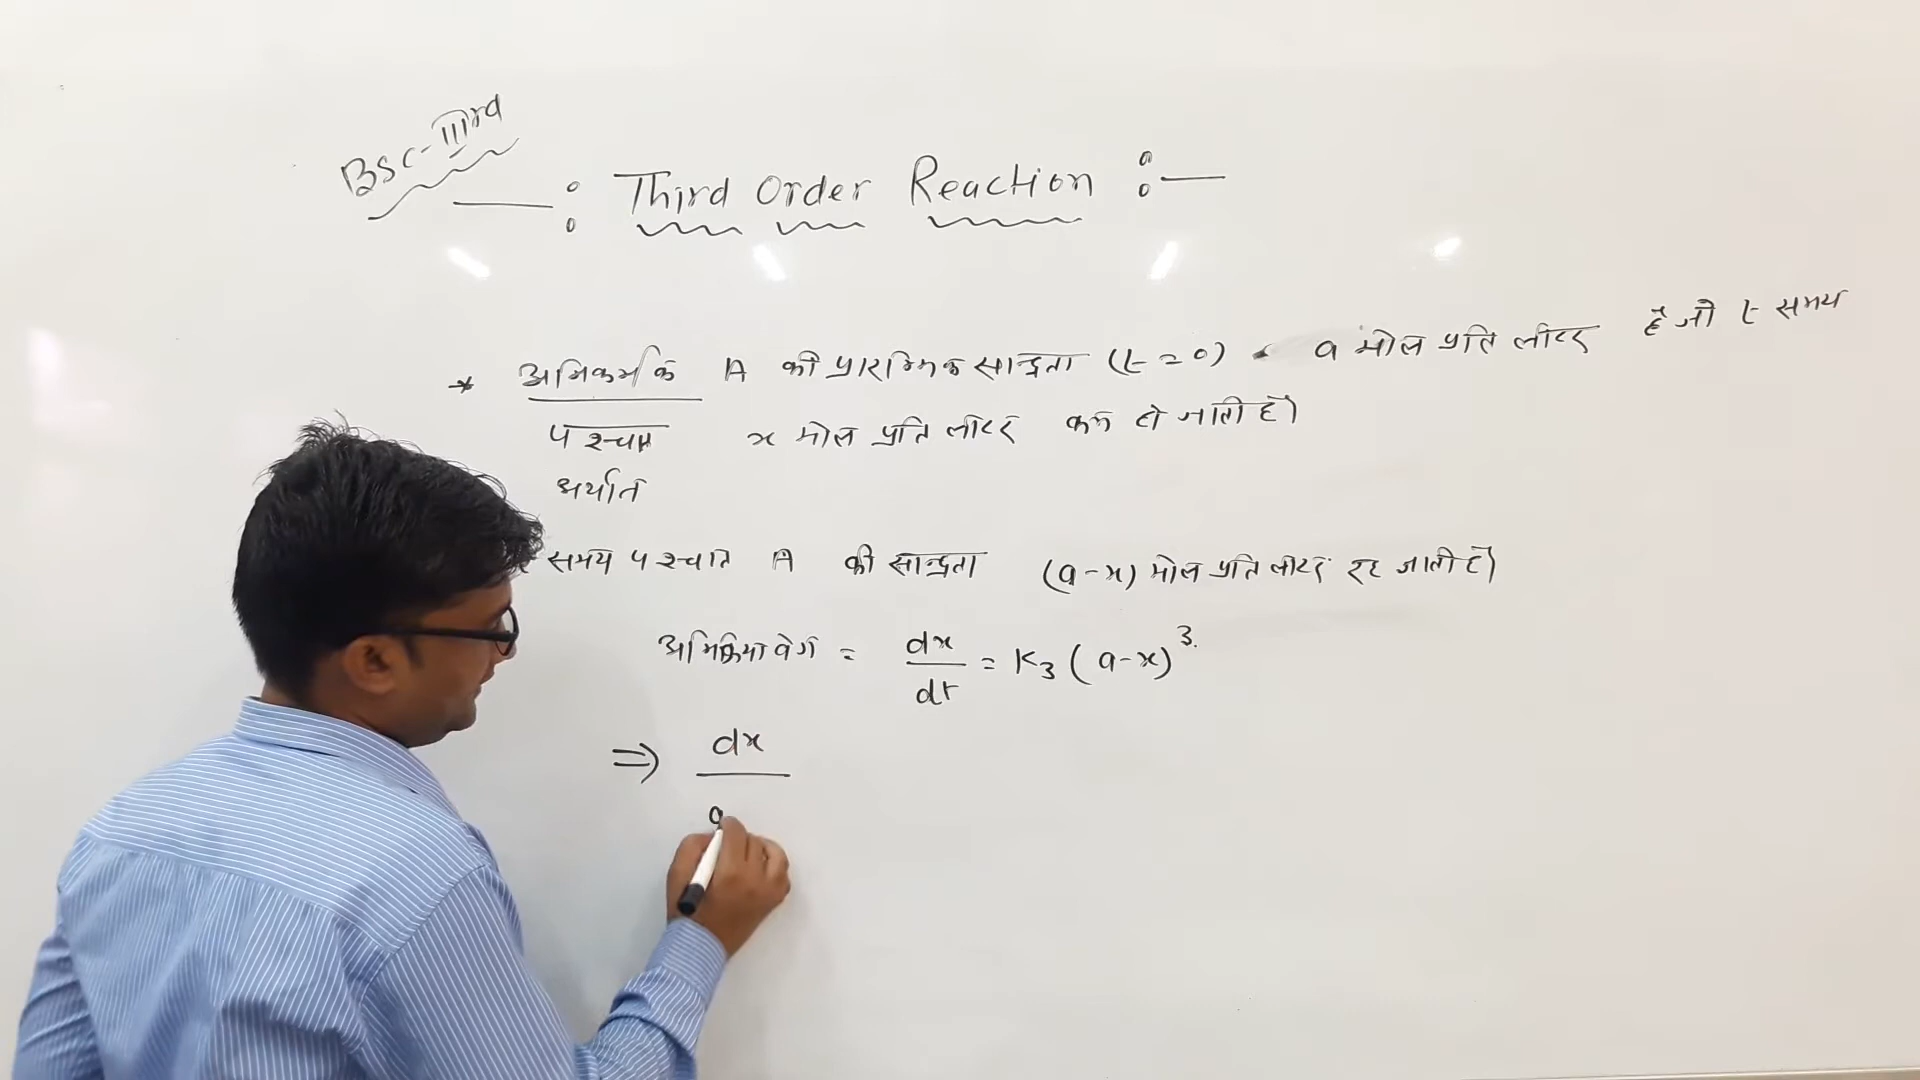 BSC-IIIrd
—: Third Order Reaction :—
* अभिकर्मक A की प्रारम्भिक सान्द्रता (t=0) a मोल प्रति लीटर है जो t समय
पश्चात x मोल प्रति लीटर कम हो जाती है।
अर्थात
समय पश्चात A की सान्द्रता (a-x) मोल प्रति लीटर रह जाती है।
अभिक्रिया वेग = dx/dt = K3 (a-x)^3
⇒ dx/a